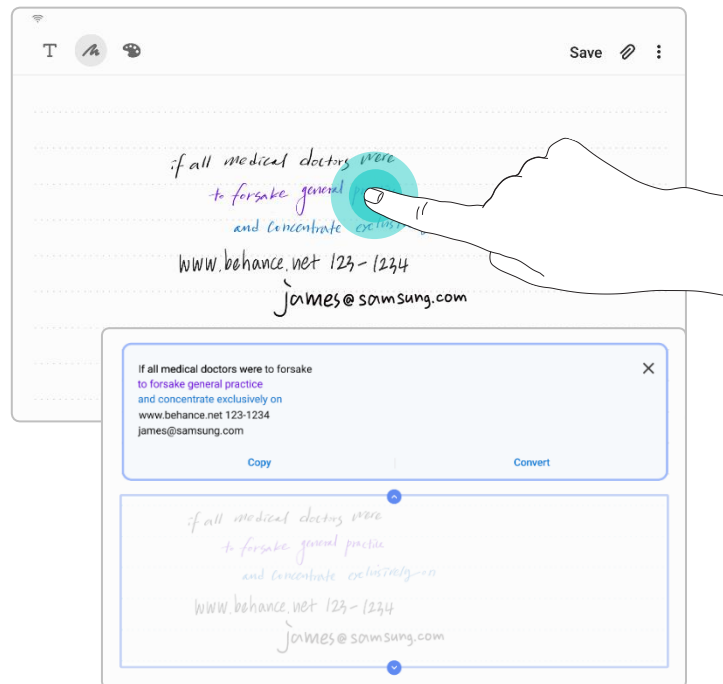 T
Save
if all medical doctors were
to forsake general
and concentrate exclusively
www.behance.net 123-1234
james@samsung.com
If all medical doctors were to forsake
to forsake general practice
and concentrate exclusively on
www.behance.net 123-1234
james@samsung.com
Copy
Convert
if all medical doctors were
to forsake general practice
and concentrate exclusively on
www.behance.net 123-1234
james@samsung.com